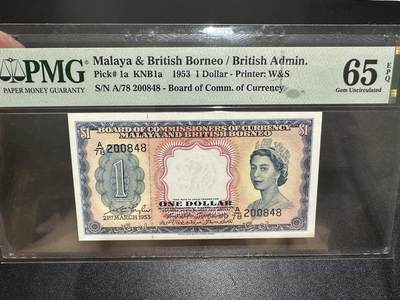 PMG
PAPER MONEY GUARANTY
Malaya & British Borneo / British Admin.
Pick# 1a KNB1a 1953 1 Dollar - Printer: W&S
S/N A/78 200848 - Board of Comm. of Currency
65 EPQ
Gem Uncirculated
$1 BOARD OF COMMISSIONERS OF CURRENCY $1
MALAYA AND BRITISH BORNEO
A/78 200848
1
ONE DOLLAR
21ST MARCH 1953
A/78 200848